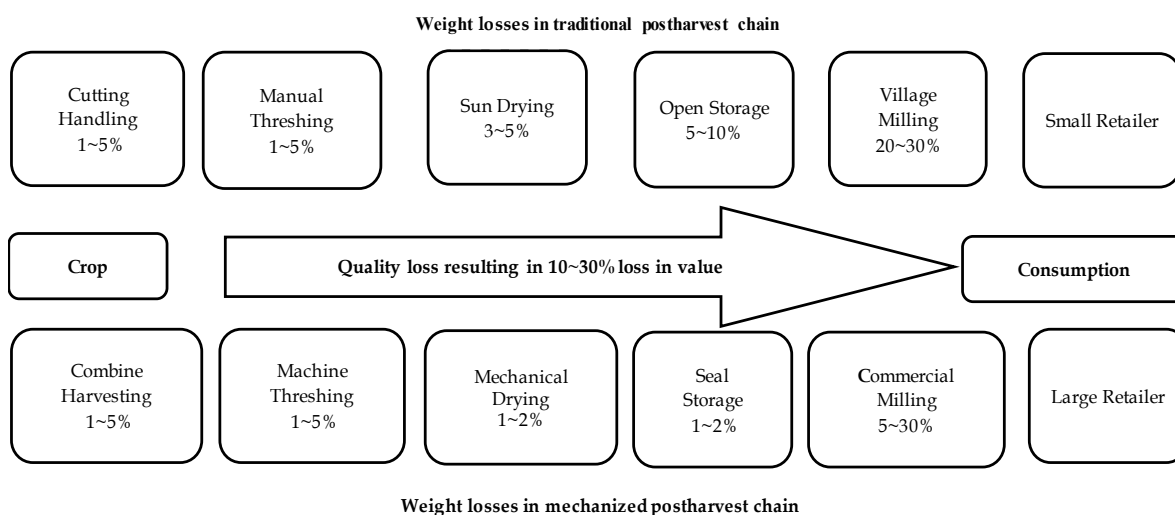 Weight losses in traditional postharvest chain
Cutting
Handling
1~5%
Manual
Threshing
1~5%
Sun Drying
3~5%
Open Storage
5~10%
Village
Milling
20~30%
Small Retailer
Crop
Quality loss resulting in 10~30% loss in value
Consumption
Combine
Harvesting
1~5%
Machine
Threshing
1~5%
Mechanical
Drying
1~2%
Seal
Storage
1~2%
Commercial
Milling
5~30%
Large Retailer
Weight losses in mechanized postharvest chain